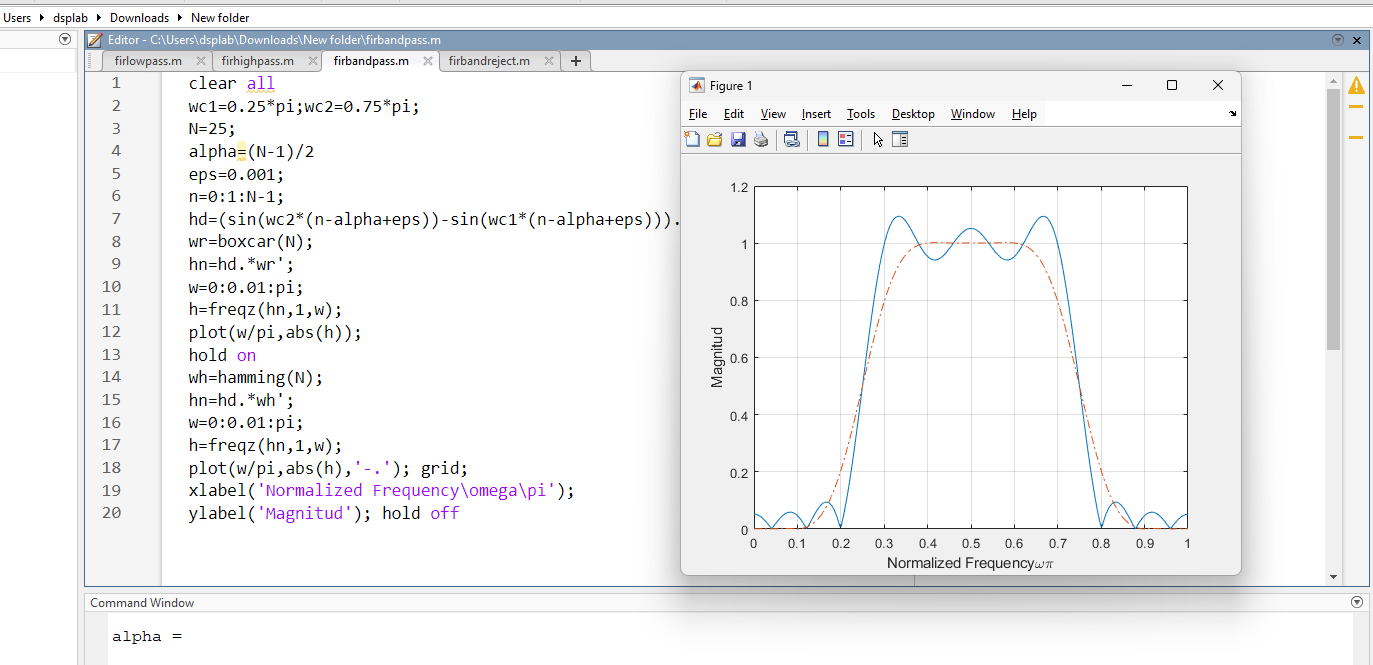 Users ▸ dsplab ▸ Downloads ▸ New folder
Editor - C:\Users\dsplab\Downloads\New folder\firbandpass.m
firlowpass.m firhighpass.m firbandpass.m firbandreject.m +
1 clear all
2 wc1=0.25*pi;wc2=0.75*pi;
3 N=25;
4 alpha=(N-1)/2
5 eps=0.001;
6 n=0:1:N-1;
7 hd=(sin(wc2*(n-alpha+eps))-sin(wc1*(n-alpha+eps))).
8 wr=boxcar(N);
9 hn=hd.*wr';
10 w=0:0.01:pi;
11 h=freqz(hn,1,w);
12 plot(w/pi,abs(h));
13 hold on
14 wh=hamming(N);
15 hn=hd.*wh';
16 w=0:0.01:pi;
17 h=freqz(hn,1,w);
18 plot(w/pi,abs(h),'-.'); grid;
19 xlabel('Normalized Frequency\omega\pi');
20 ylabel('Magnitud'); hold off
Figure 1
File Edit View Insert Tools Desktop Window Help
1.2
1
0.8
0.6
0.4
0.2
0
Magnitud
0 0.1 0.2 0.3 0.4 0.5 0.6 0.7 0.8 0.9 1
Normalized Frequencyωπ
Command Window
alpha =